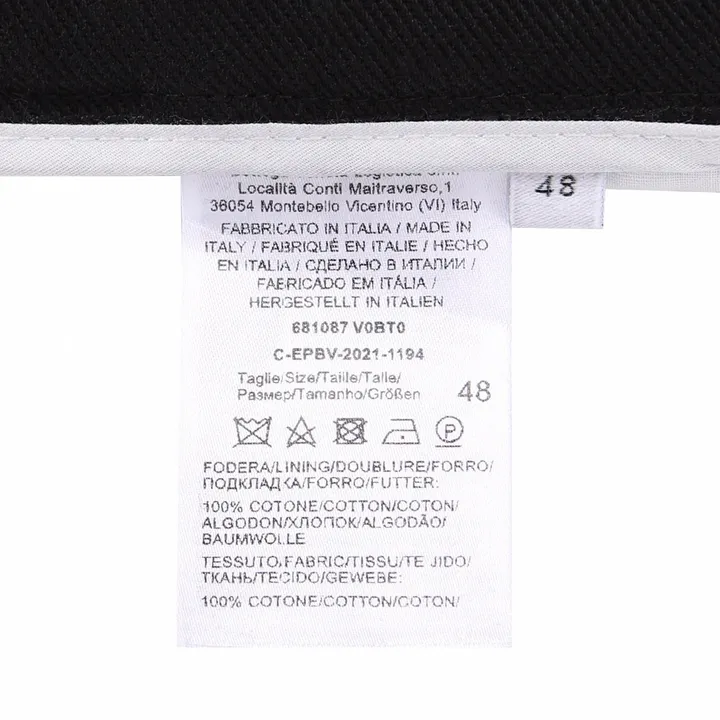 Località Conti Maltraverso,1
36054 Montebello Vicentino (VI) Italy
48
FABBRICATO IN ITALIA / MADE IN
ITALY / FABRIQUÉ EN ITALIE / HECHO
EN ITALIA / СДЕЛАНО В ИТАЛИИ /
FABRICADO EM ITÁLIA /
HERGESTELLT IN ITALIEN
681087 V0BT0
C-EPBV-2021-1194
Taglie/Size/Taille/Talle/
Размер/Tamanho/Größen
48
P
FODERA/LINING/DOUBLURE/FORRO/
ПОДКЛАДКА/FORRO/FUTTER:
100% COTONE/COTTON/COTON/
ALGODON/ХЛОПОК/ALGODÃO/
BAUMWOLLE
TESSUTO/FABRIC/TISSU/TEJIDO/
ТКАНЬ/TECIDO/GEWEBE:
100% COTONE/COTTON/COTON/